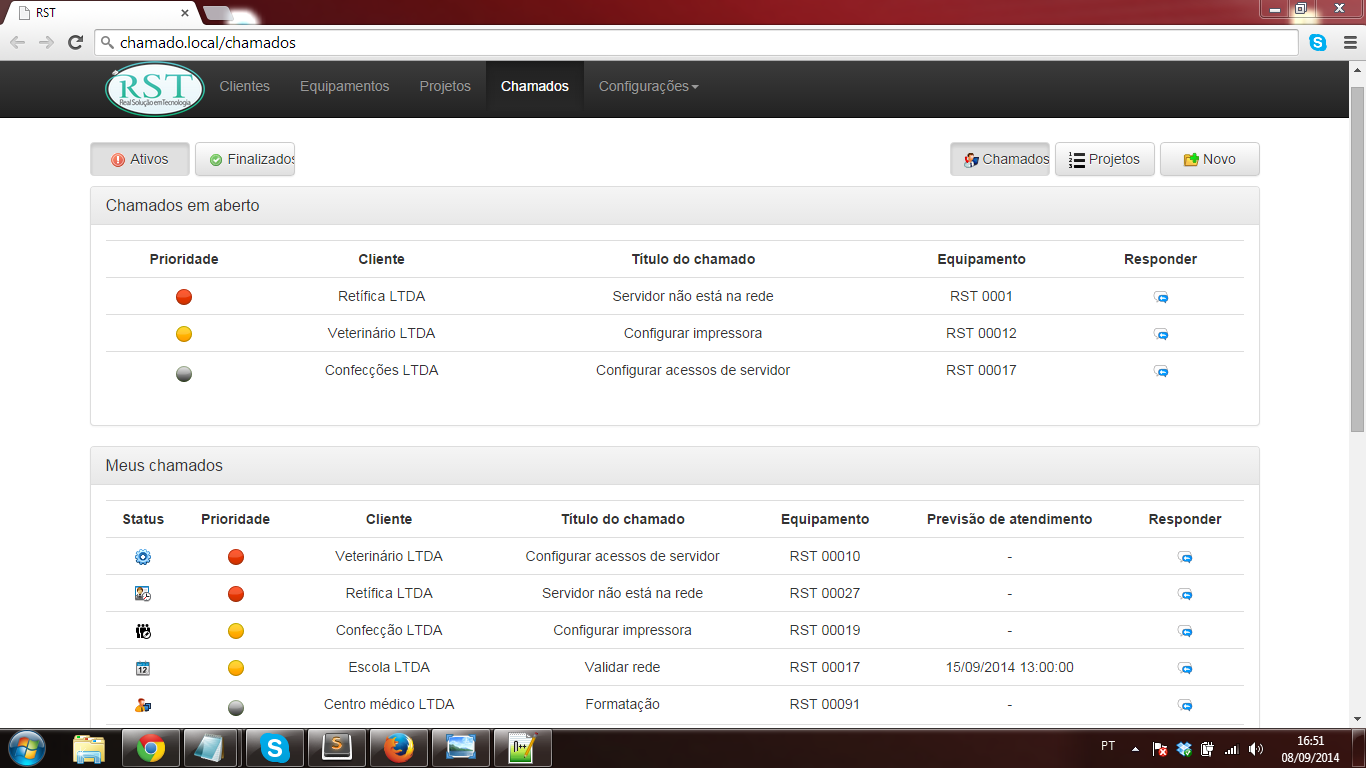 RST
chamado.local/chamados
RST
Real Solução em Tecnologia
Clientes Equipamentos Projetos Chamados Configurações
Ativos Finalizados Chamados Projetos Novo
Chamados em aberto
Prioridade Cliente Título do chamado Equipamento Responder
Retífica LTDA Servidor não está na rede RST 0001
Veterinário LTDA Configurar impressora RST 00012
Confecções LTDA Configurar acessos de servidor RST 00017
Meus chamados
Status Prioridade Cliente Título do chamado Equipamento Previsão de atendimento Responder
Veterinário LTDA Configurar acessos de servidor RST 00010 -
Retífica LTDA Servidor não está na rede RST 00027 -
Confecção LTDA Configurar impressora RST 00019 -
12 Escola LTDA Validar rede RST 00017 15/09/2014 13:00:00
Centro médico LTDA Formatação RST 00091 -
PT 16:51
08/09/2014